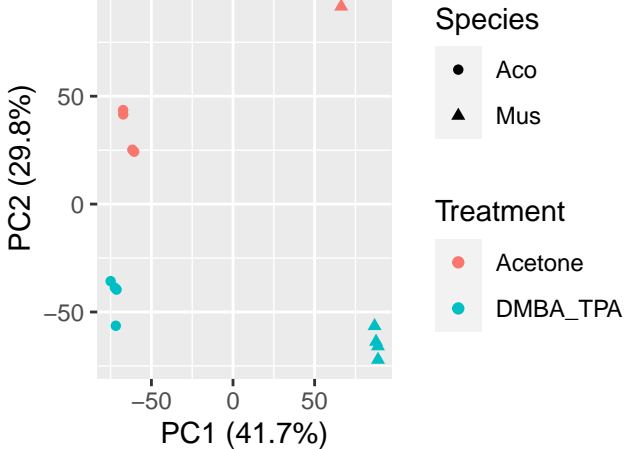 PC2 (29.8%)
50
0
−50
−50
0
50
PC1 (41.7%)
Species
Aco
Mus
Treatment
Acetone
DMBA_TPA